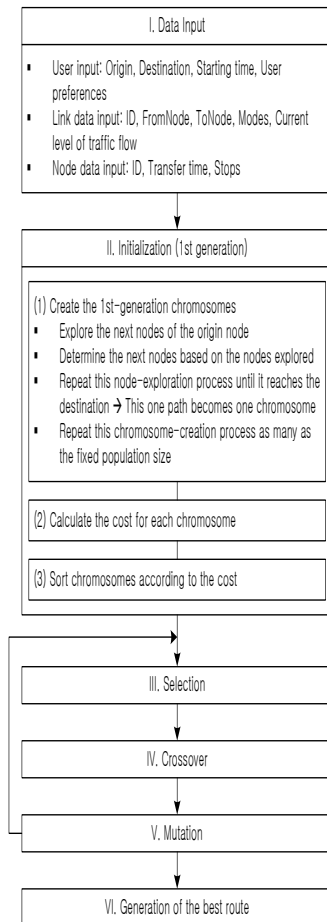 I. Data Input
▪ User input: Origin, Destination, Starting time, User
preferences
▪ Link data input: ID, FromNode, ToNode, Modes, Current
level of traffic flow
▪ Node data input: ID, Transfer time, Stops
II. Initialization (1st generation)
(1) Create the 1st-generation chromosomes
▪ Explore the next nodes of the origin node
▪ Determine the next nodes based on the nodes explored
▪ Repeat this node-exploration process until it reaches the
destination → This one path becomes one chromosome
▪ Repeat this chromosome-creation process as many as
the fixed population size
(2) Calculate the cost for each chromosome
(3) Sort chromosomes according to the cost
III. Selection
IV. Crossover
V. Mutation
VI. Generation of the best route